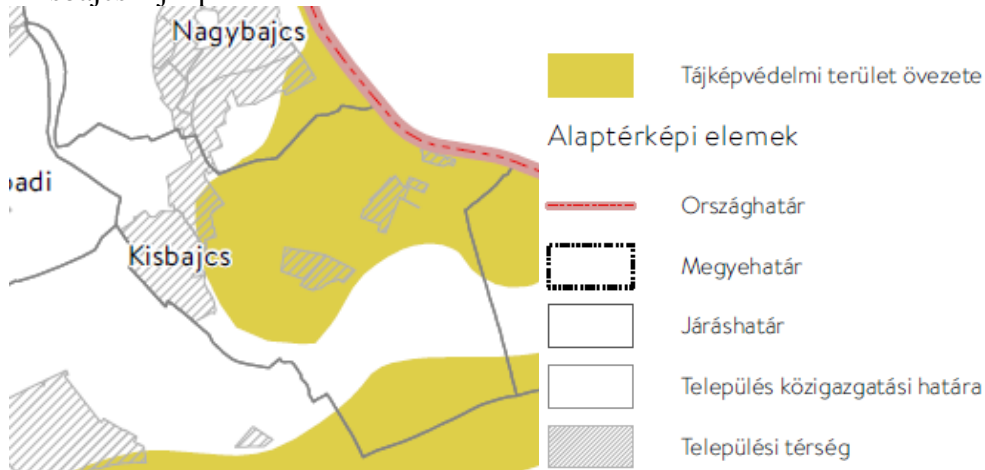 Nagybajcs
Kisbajcs
Tájképvédelmi terület övezete
Alaptérképi elemek
Országhatár
Megyehatár
Járáshatár
Település közigazgatási határa
Települési térség